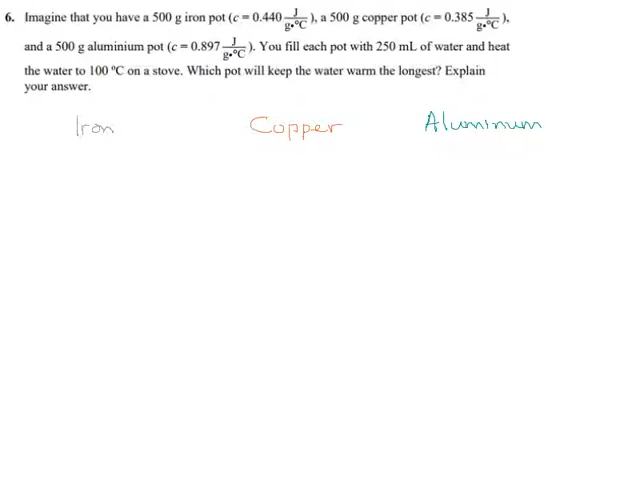 6. Imagine that you have a 500 g iron pot (c = 0.440 J/g•°C), a 500 g copper pot (c = 0.385 J/g•°C),
and a 500 g aluminium pot (c = 0.897 J/g•°C). You fill each pot with 250 mL of water and heat
the water to 100 °C on a stove. Which pot will keep the water warm the longest? Explain
your answer.
Iron Copper Aluminum